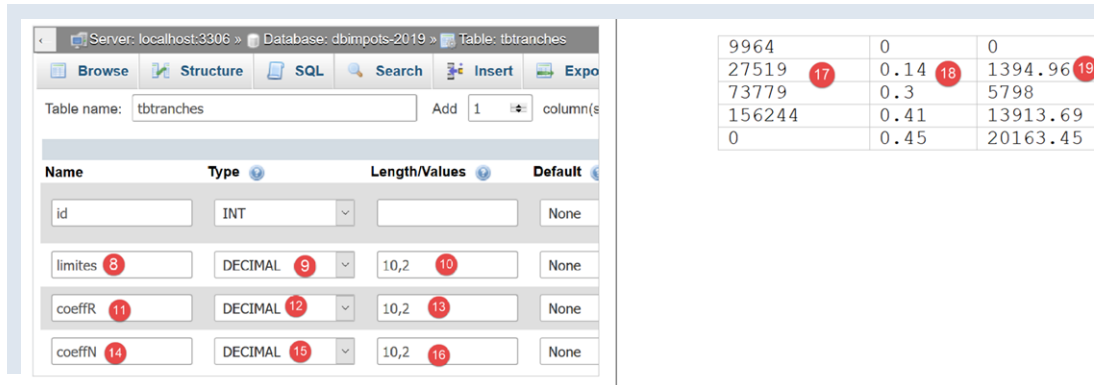 Server: localhost:3306 » Database: dbimpots-2019 » Table: tbtranches
Browse Structure SQL Search Insert Expo
Table name: tbtranches Add 1 column(s
Name Type Length/Values Default
id INT None
limites 8 DECIMAL 9 10,2 10 None
coeffR 11 DECIMAL 12 10,2 13 None
coeffN 14 DECIMAL 15 10,2 16 None
9964 0 0
27519 17 0.14 18 1394.96 19
73779 0.3 5798
156244 0.41 13913.69
0 0.45 20163.45